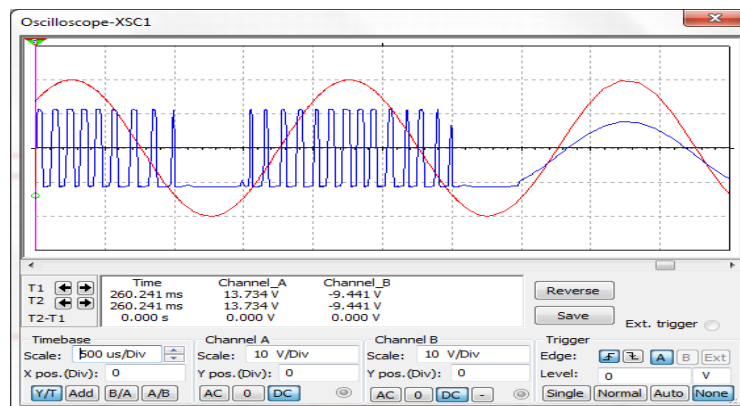 Oscilloscope-XSC1
T1
T2
T2-T1
Time Channel_A Channel_B
260.241 ms 13.734 V -9.441 V
260.241 ms 13.734 V -9.441 V
0.000 s 0.000 V 0.000 V
Reverse
Save
Ext. trigger
Timebase
Scale: 500 us/Div
X pos.(Div): 0
Y/T Add B/A A/B
Channel A
Scale: 10 V/Div
Y pos.(Div): 0
AC 0 DC
Channel B
Scale: 10 V/Div
Y pos.(Div): 0
AC 0 DC -
Trigger
Edge: A B Ext
Level: 0 V
Single Normal Auto None